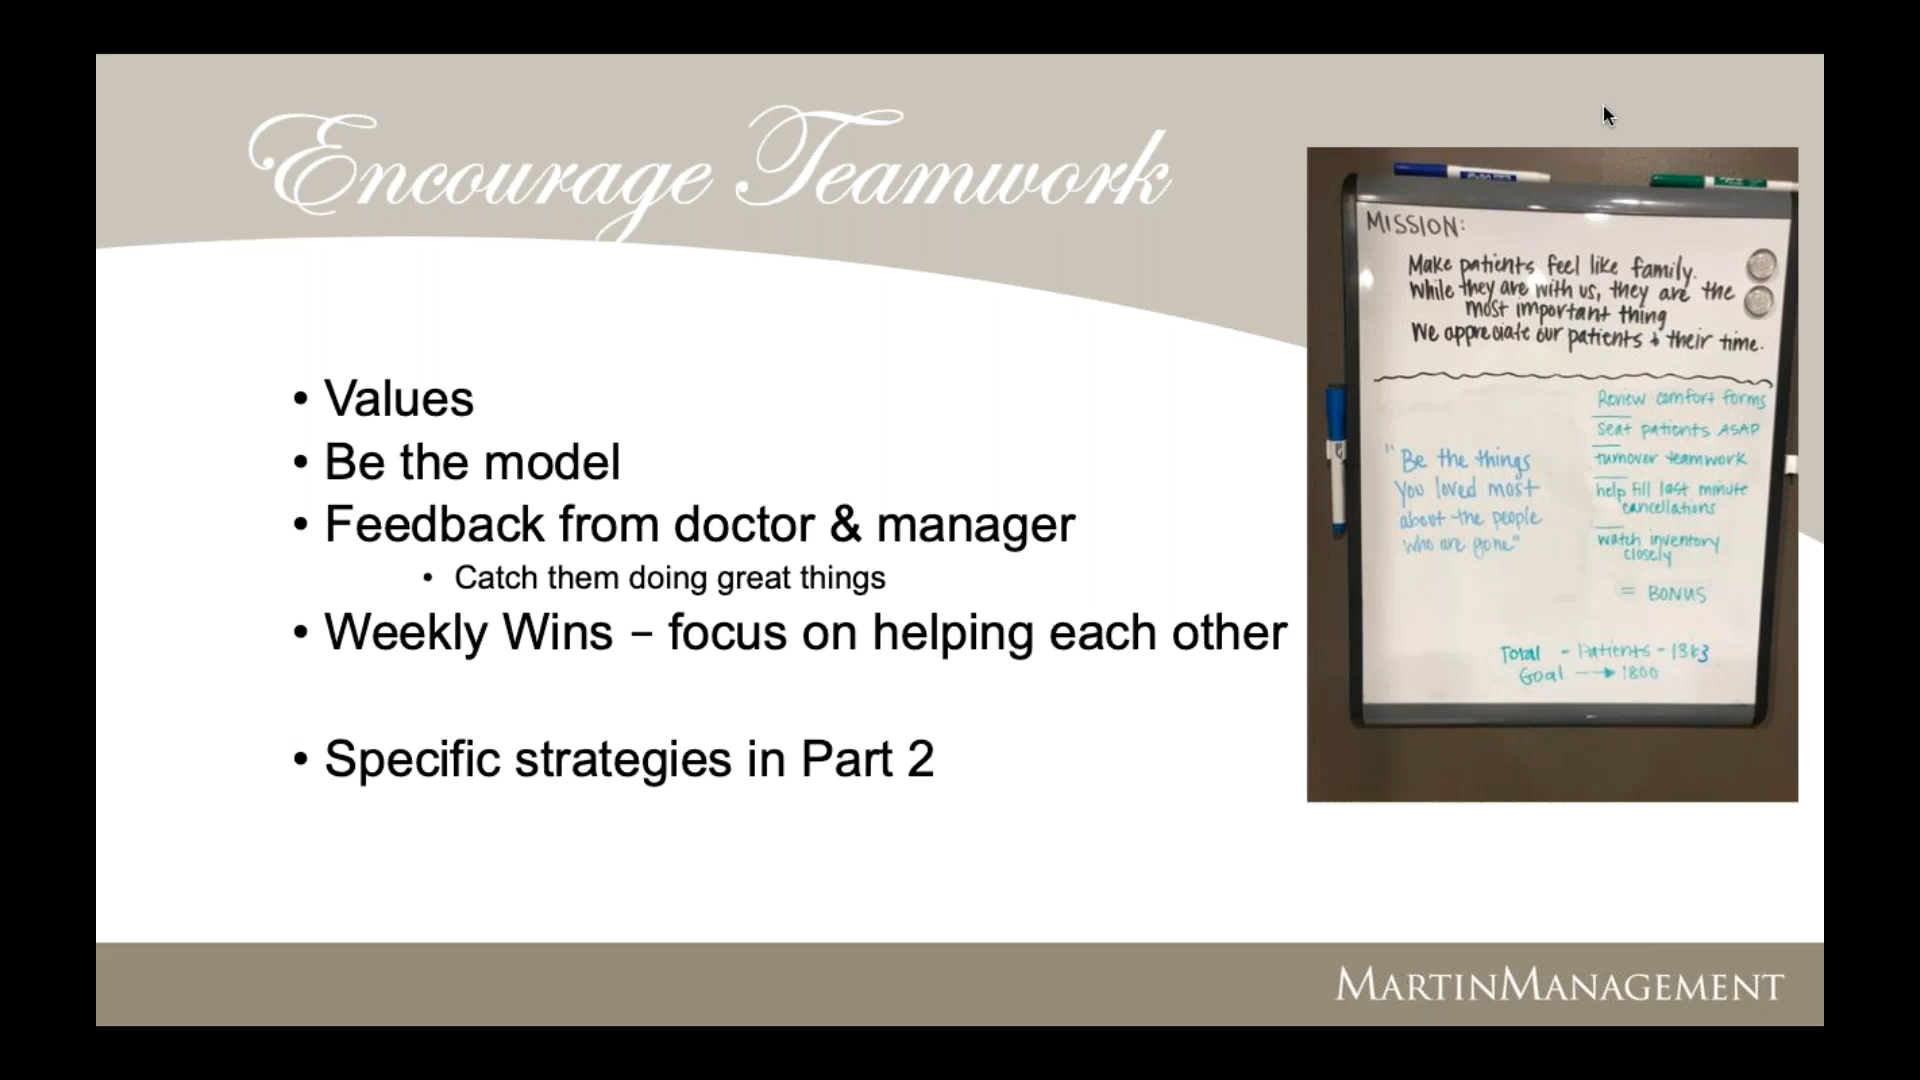 Encourage Teamwork
• Values
• Be the model
• Feedback from doctor & manager
• Catch them doing great things
• Weekly Wins – focus on helping each other
• Specific strategies in Part 2
MISSION:
Make patients feel like family.
While they are with us, they are the
most important thing
We appreciate our patients & their time.
"Be the things
you loved most
about the people
who are gone"
Review comfort forms
Seat patients ASAP
turnover teamwork
help fill last minute
cancellations
watch inventory
closely
= BONUS
Total - Patients -
Goal → 1800
MARTINMANAGEMENT